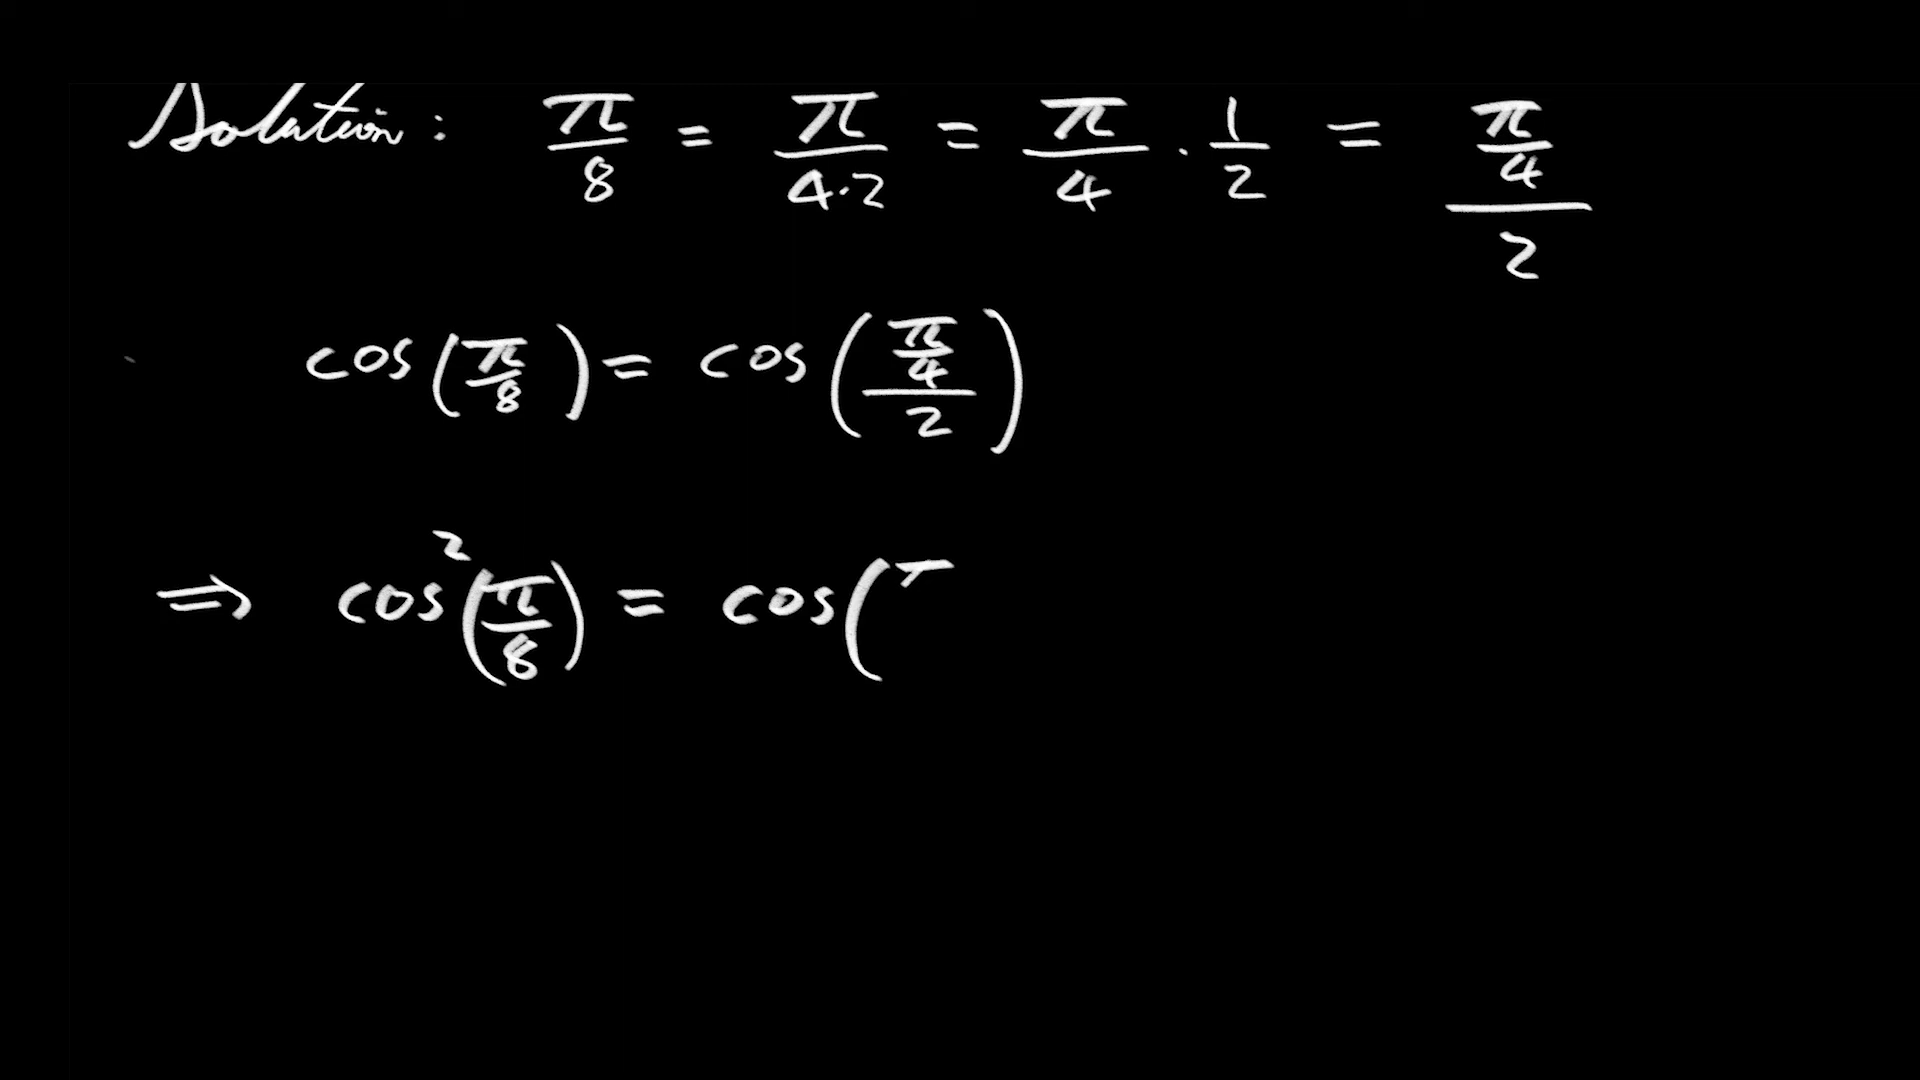 Solution: π/8 = π/4·2 = π/4 · 1/2 = π/4/2
cos(π/8) = cos(π/4/2)
⇒ cos²(π/8) = cos(